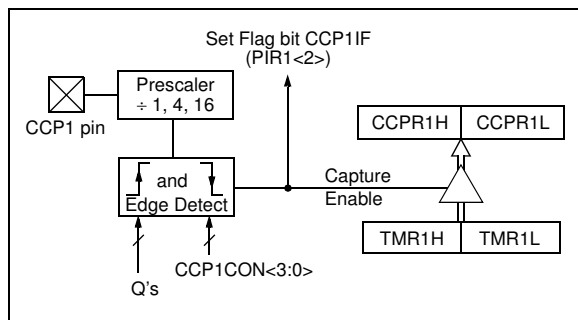 Set Flag bit CCP1IF
(PIR1<2>)
Prescaler
÷ 1, 4, 16
CCP1 pin
CCPR1H CCPR1L
and
Edge Detect
Capture
Enable
TMR1H TMR1L
CCP1CON<3:0>
Q's